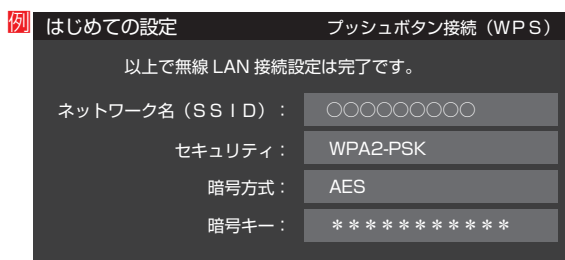 例
はじめての設定 プッシュボタン接続（WPS）
以上で無線 LAN 接続設定は完了です。
ネットワーク名（SSID）： ○○○○○○○○○
セキュリティ： WPA2-PSK
暗号方式： AES
暗号キー： ＊＊＊＊＊＊＊＊＊＊＊